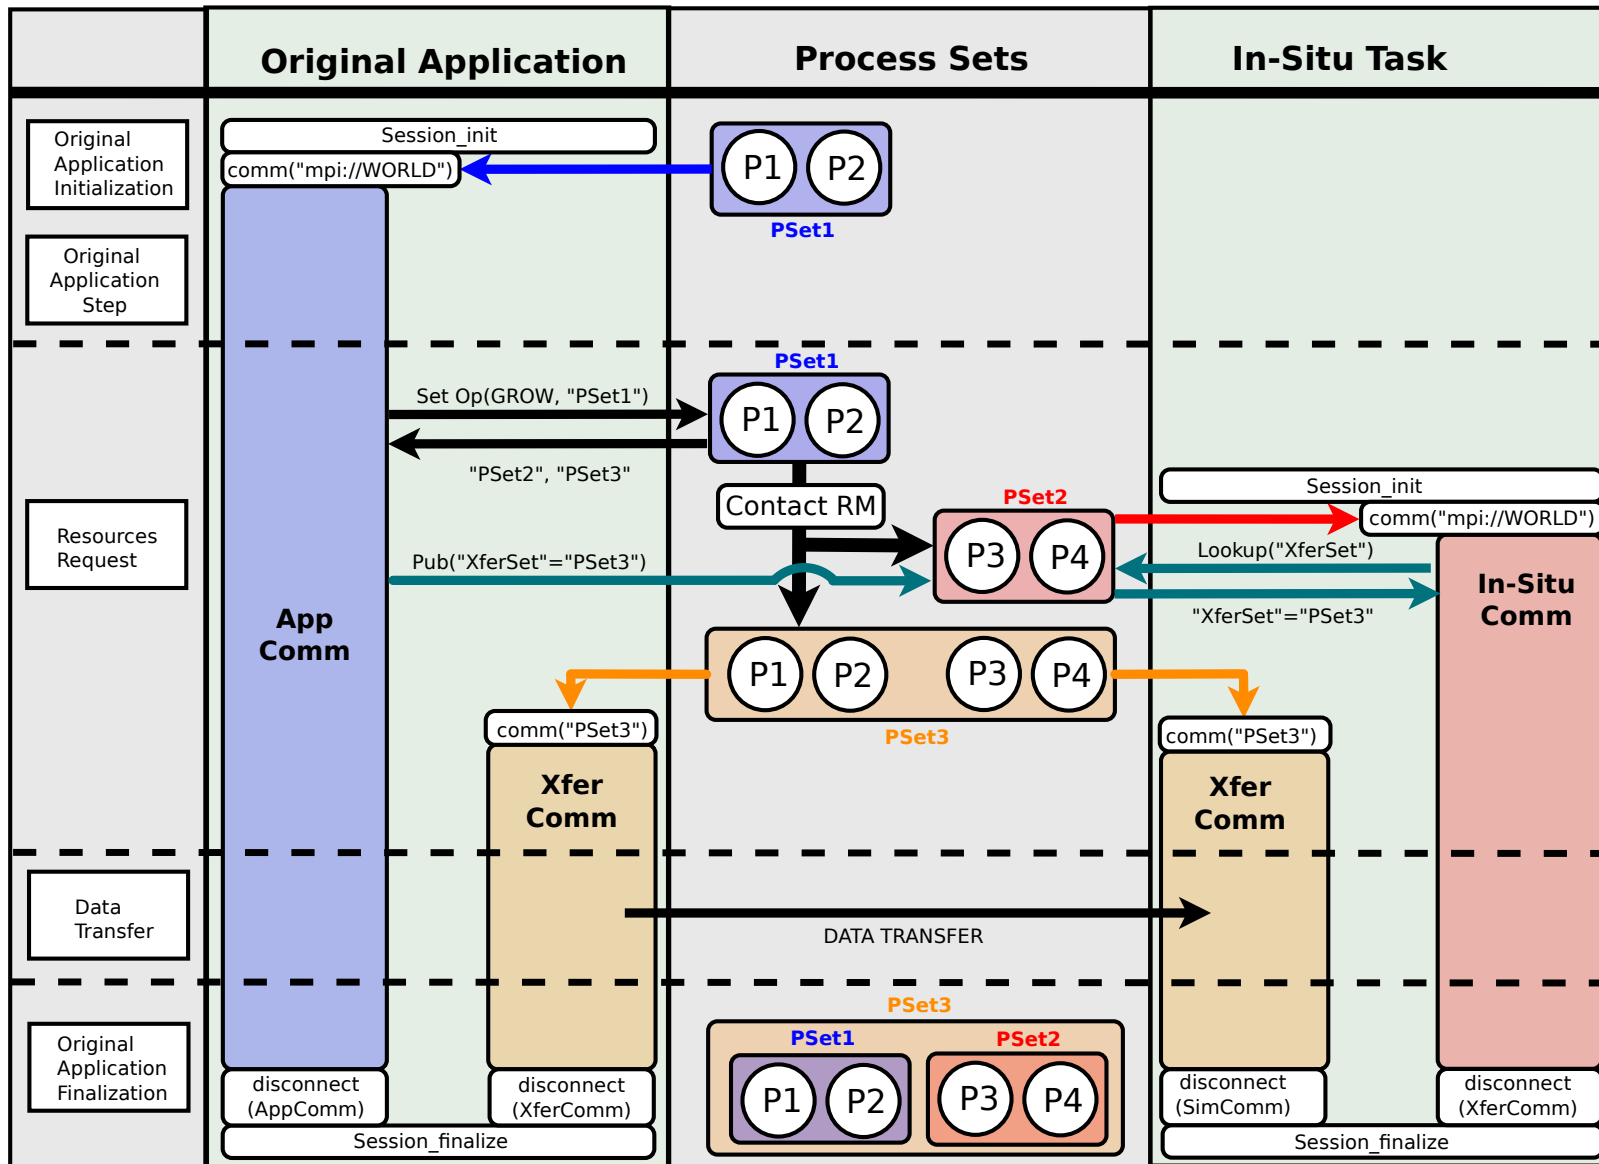 Original Application
Process Sets
In-Situ Task
Original
Application
Initialization
Session_init
comm("mpi://WORLD")
P1
P2
PSet1
Original
Application
Step
PSet1
Set Op(GROW, "PSet1")
P1
P2
"PSet2", "PSet3"
Contact RM
PSet2
Session_init
comm("mpi://WORLD")
Resources
Request
Pub("XferSet"="PSet3")
P3
P4
Lookup("XferSet")
"XferSet"="PSet3"
In-Situ
Comm
App
Comm
P1
P2
P3
P4
PSet3
comm("PSet3")
comm("PSet3")
Xfer
Comm
Xfer
Comm
Data
Transfer
DATA TRANSFER
PSet3
Original
Application
Finalization
PSet1
PSet2
P1
P2
P3
P4
disconnect
(AppComm)
disconnect
(XferComm)
disconnect
(SimComm)
disconnect
(XferComm)
Session_finalize
Session_finalize